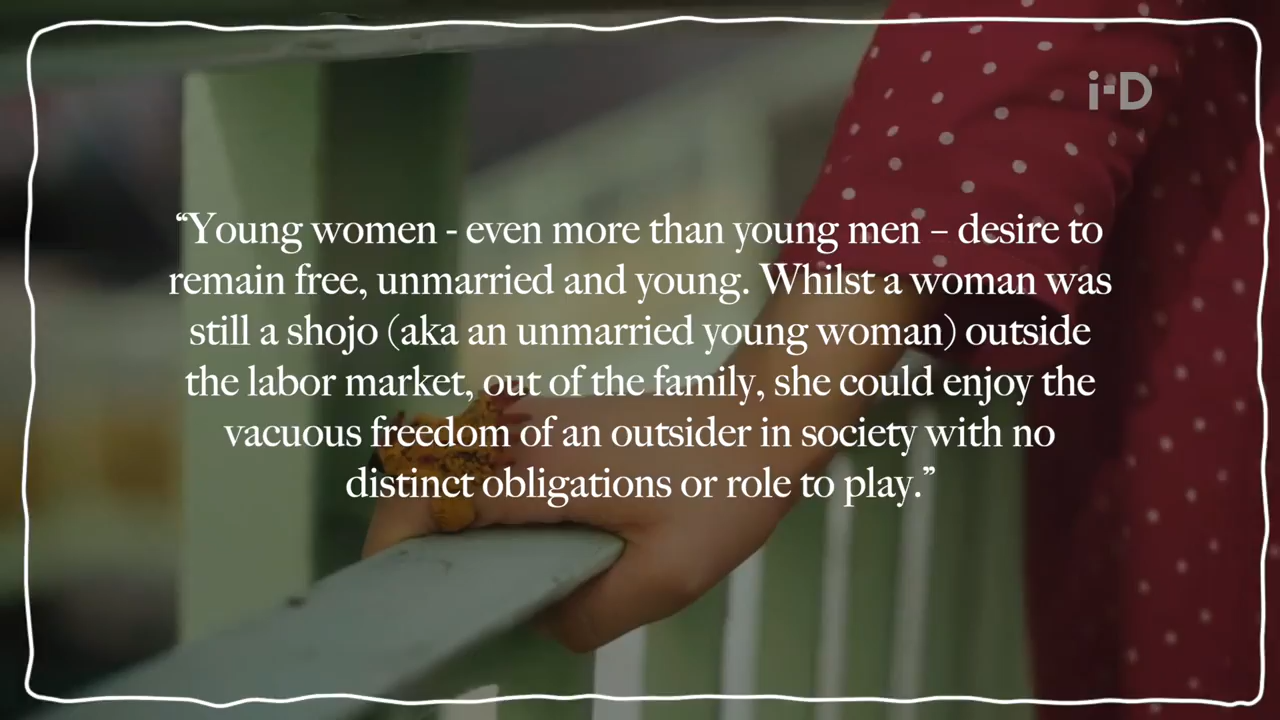 i-D
“Young women - even more than young men – desire to
remain free, unmarried and young. Whilst a woman was
still a shojo (aka an unmarried young woman) outside
the labor market, out of the family, she could enjoy the
vacuous freedom of an outsider in society with no
distinct obligations or role to play.”